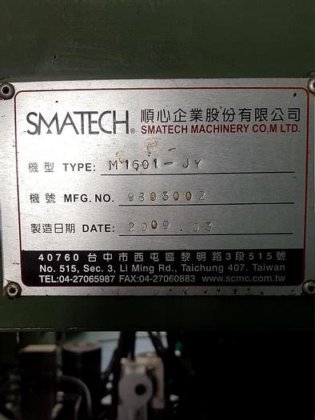 SMATECH® 順心企業股份有限公司
SMATECH MACHINERY CO.M LTD.
機型 TYPE: M1601-JY
機號 MFG. NO. 9803002
製造日期 DATE: 2009.03
40760 台中市西屯區黎明路3段515號
No. 515, Sec. 3, Li Ming Rd., Taichung 407. Taiwan
TEL:04-27065987 FAX:04-27060883 www.scmc.com.tw